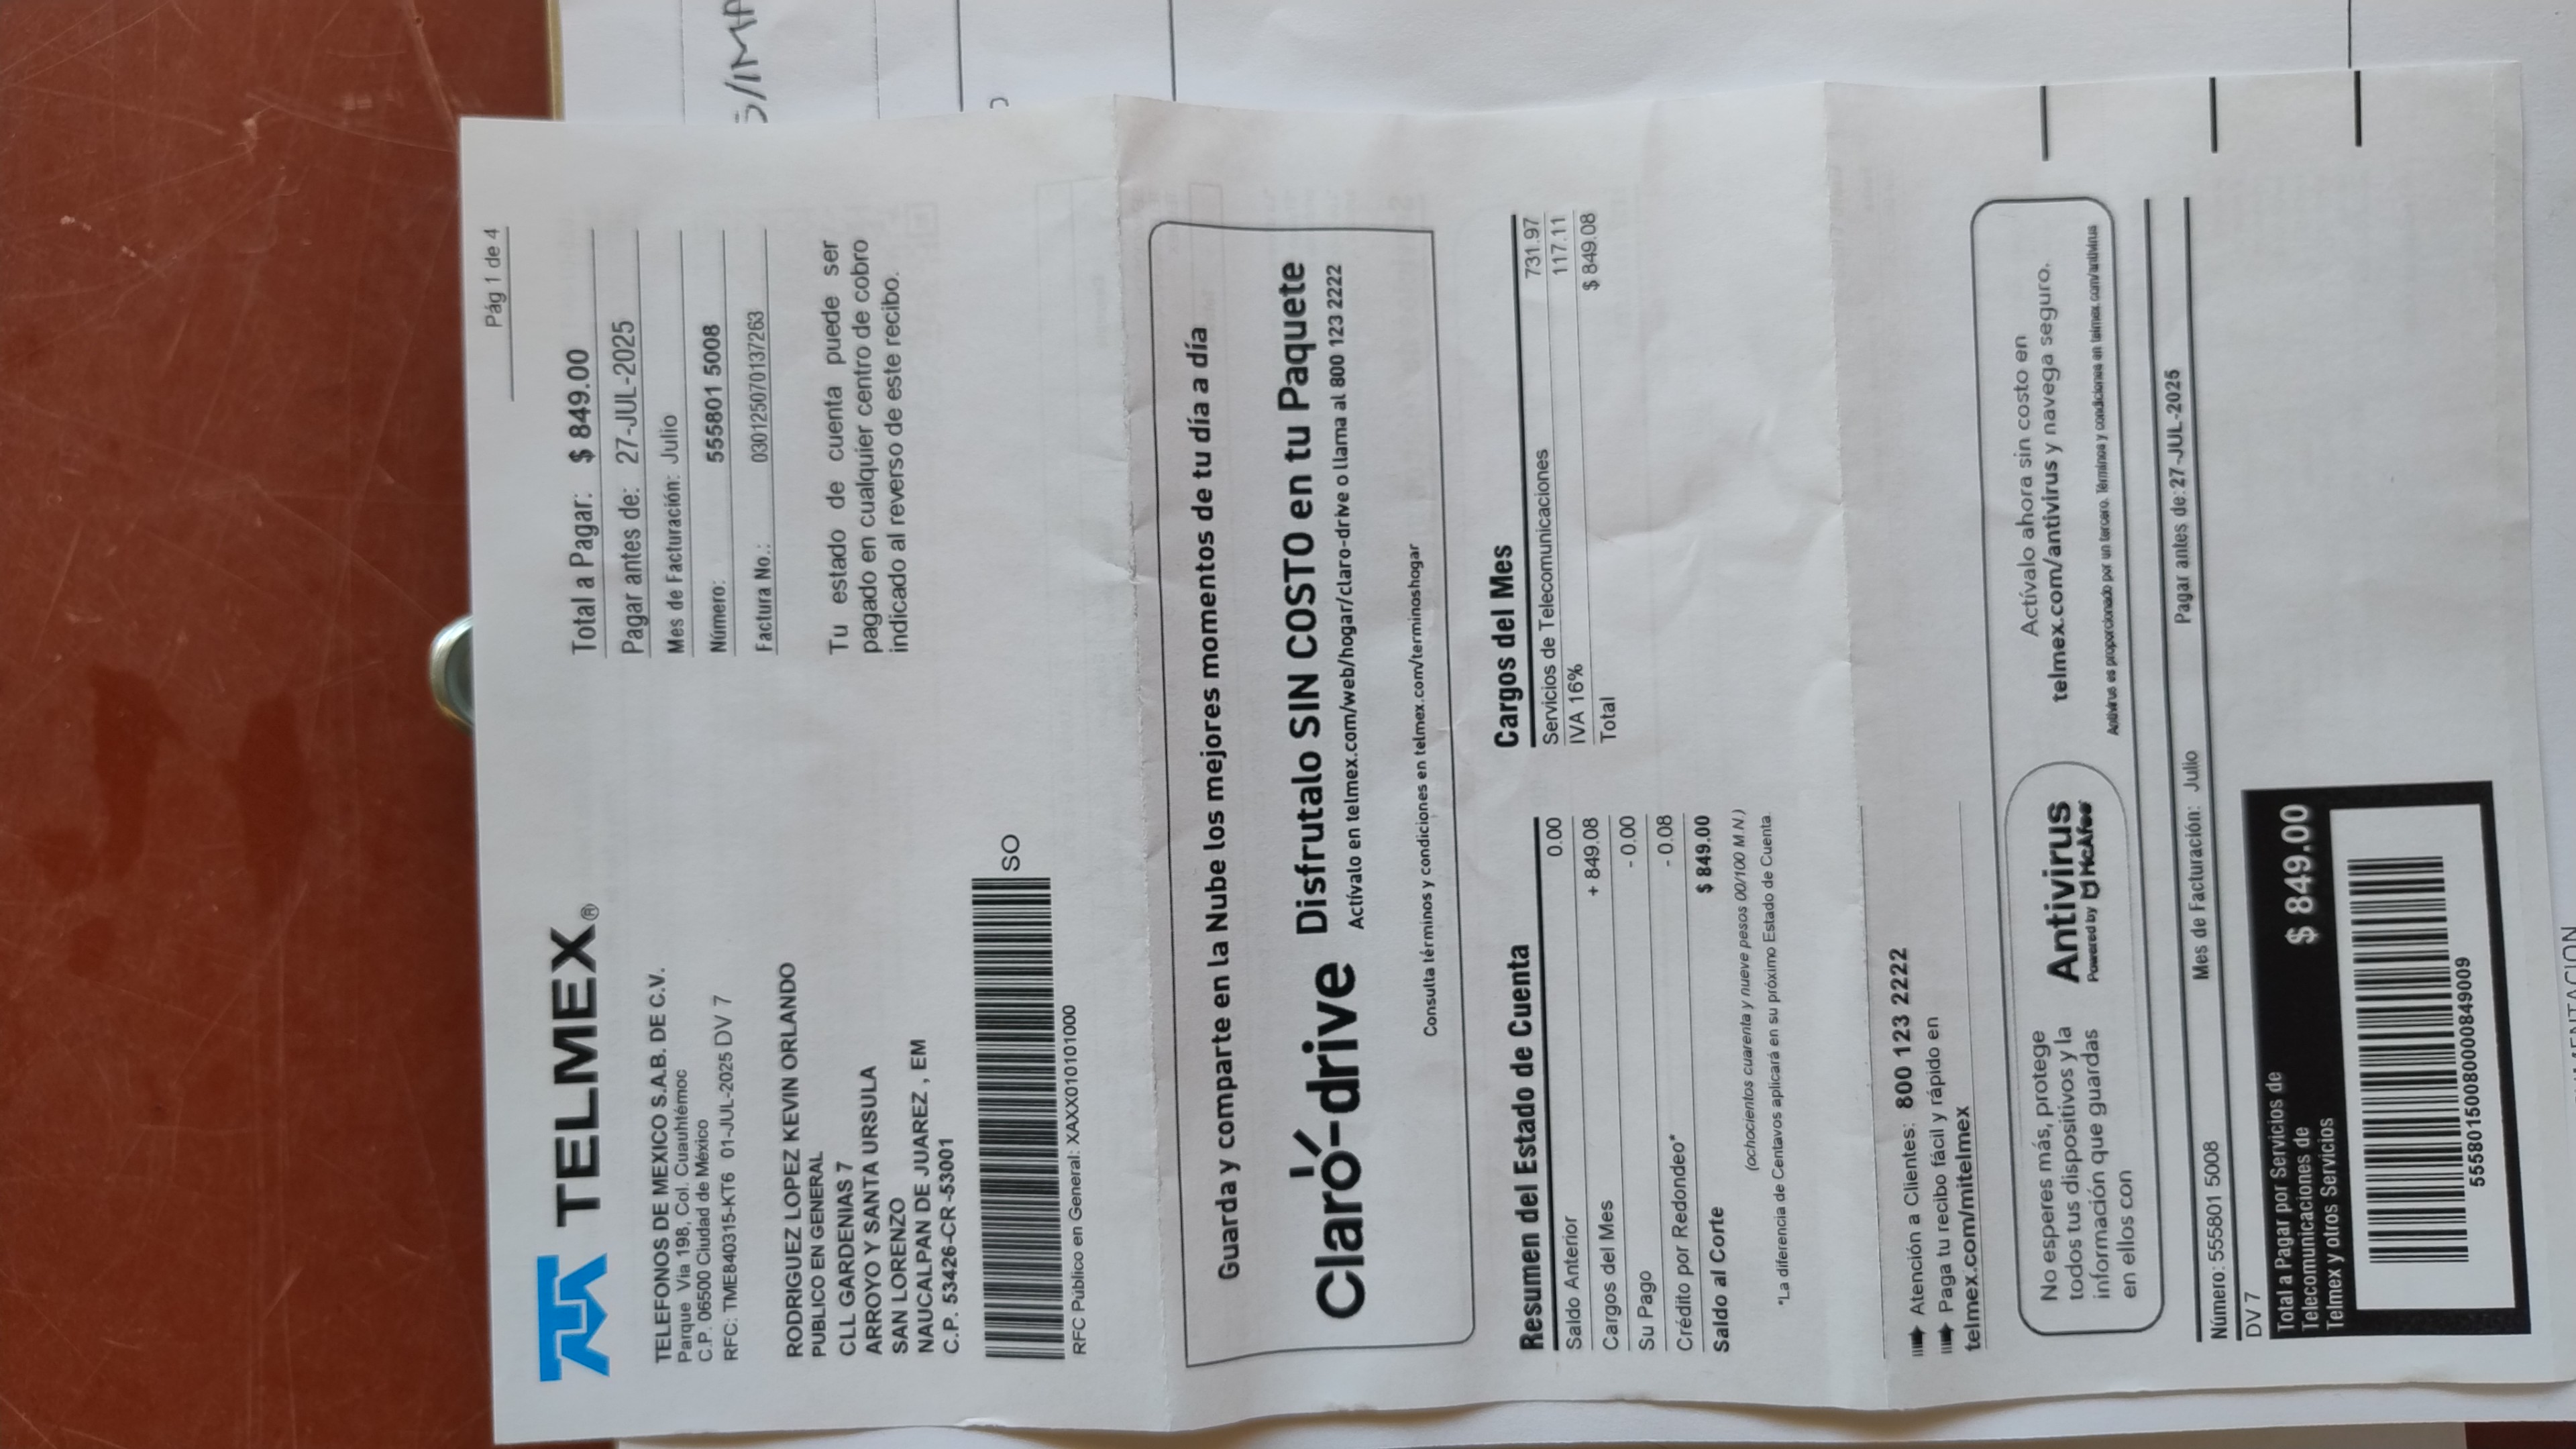 Pág 1 de 4
TELMEX®
TELEFONOS DE MEXICO S.A.B. DE C.V.
Parque Via 198, Col. Cuauhtémoc
C.P. 06500 Ciudad de México
RFC: TME840315-KT6 01-JUL-2025 DV 7
RODRIGUEZ LOPEZ KEVIN ORLANDO
PUBLICO EN GENERAL
CLL GARDENIAS 7
ARROYO Y SANTA URSULA
SAN LORENZO
NAUCALPAN DE JUAREZ , EM
C.P. 53426-CR -53001
SO
RFC Público en General: XAXX010101000
Total a Pagar: $ 849.00
Pagar antes de: 27-JUL-2025
Mes de Facturación: Julio
Número: 555801 5008
Factura No.: 030125070137263
Tu estado de cuenta puede ser
pagado en cualquier centro de cobro
indicado al reverso de este recibo.
Guarda y comparte en la Nube los mejores momentos de tu día a día
Claro-drive
Disfrutalo SIN COSTO en tu Paquete
Actívalo en telmex.com/web/hogar/claro-drive o llama al 800 123 2222
Consulta términos y condiciones en telmex.com/terminoshogar
Resumen del Estado de Cuenta
Saldo Anterior 0.00
Cargos del Mes + 849.08
Su Pago - 0.00
Crédito por Redondeo* - 0.08
Saldo al Corte $ 849.00
(ochocientos cuarenta y nueve pesos 00/100 M.N.)
*La diferencia de Centavos aplicará en su próximo Estado de Cuenta.
Cargos del Mes
Servicios de Telecomunicaciones 731.97
IVA 16% 117.11
Total $ 849.08
Atención a Clientes: 800 123 2222
Paga tu recibo fácil y rápido en
telmex.com/mitelmex
No esperes más, protege
todos tus dispositivos y la
información que guardas
en ellos con
Antivirus
Powered by McAfee
Actívalo ahora sin costo en
telmex.com/antivirus y navega seguro.
Antivirus es proporcionado por un tercero. Términos y condiciones en telmex.com/antivirus
Número: 555801 5008 Mes de Facturación: Julio Pagar antes de:27-JUL-2025
DV 7
Total a Pagar por Servicios de
Telecomunicaciones de
Telmex y otros Servicios
$ 849.00
55580150080000849009